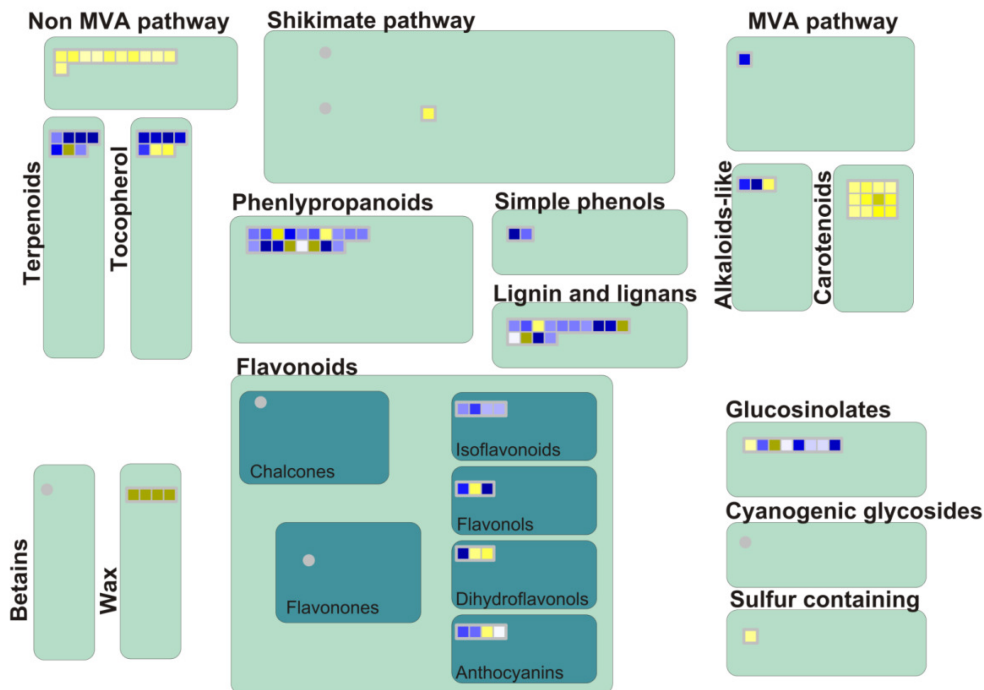 Non MVA pathway
Shikimate pathway
MVA pathway
Terpenoids
Tocopherol
Phenlypropanoids
Simple phenols
Alkaloids-like
Carotenoids
Lignin and lignans
Flavonoids
Chalcones
Isoflavonoids
Flavonols
Flavonones
Dihydroflavonols
Anthocyanins
Betains
Wax
Glucosinolates
Cyanogenic glycosides
Sulfur containing